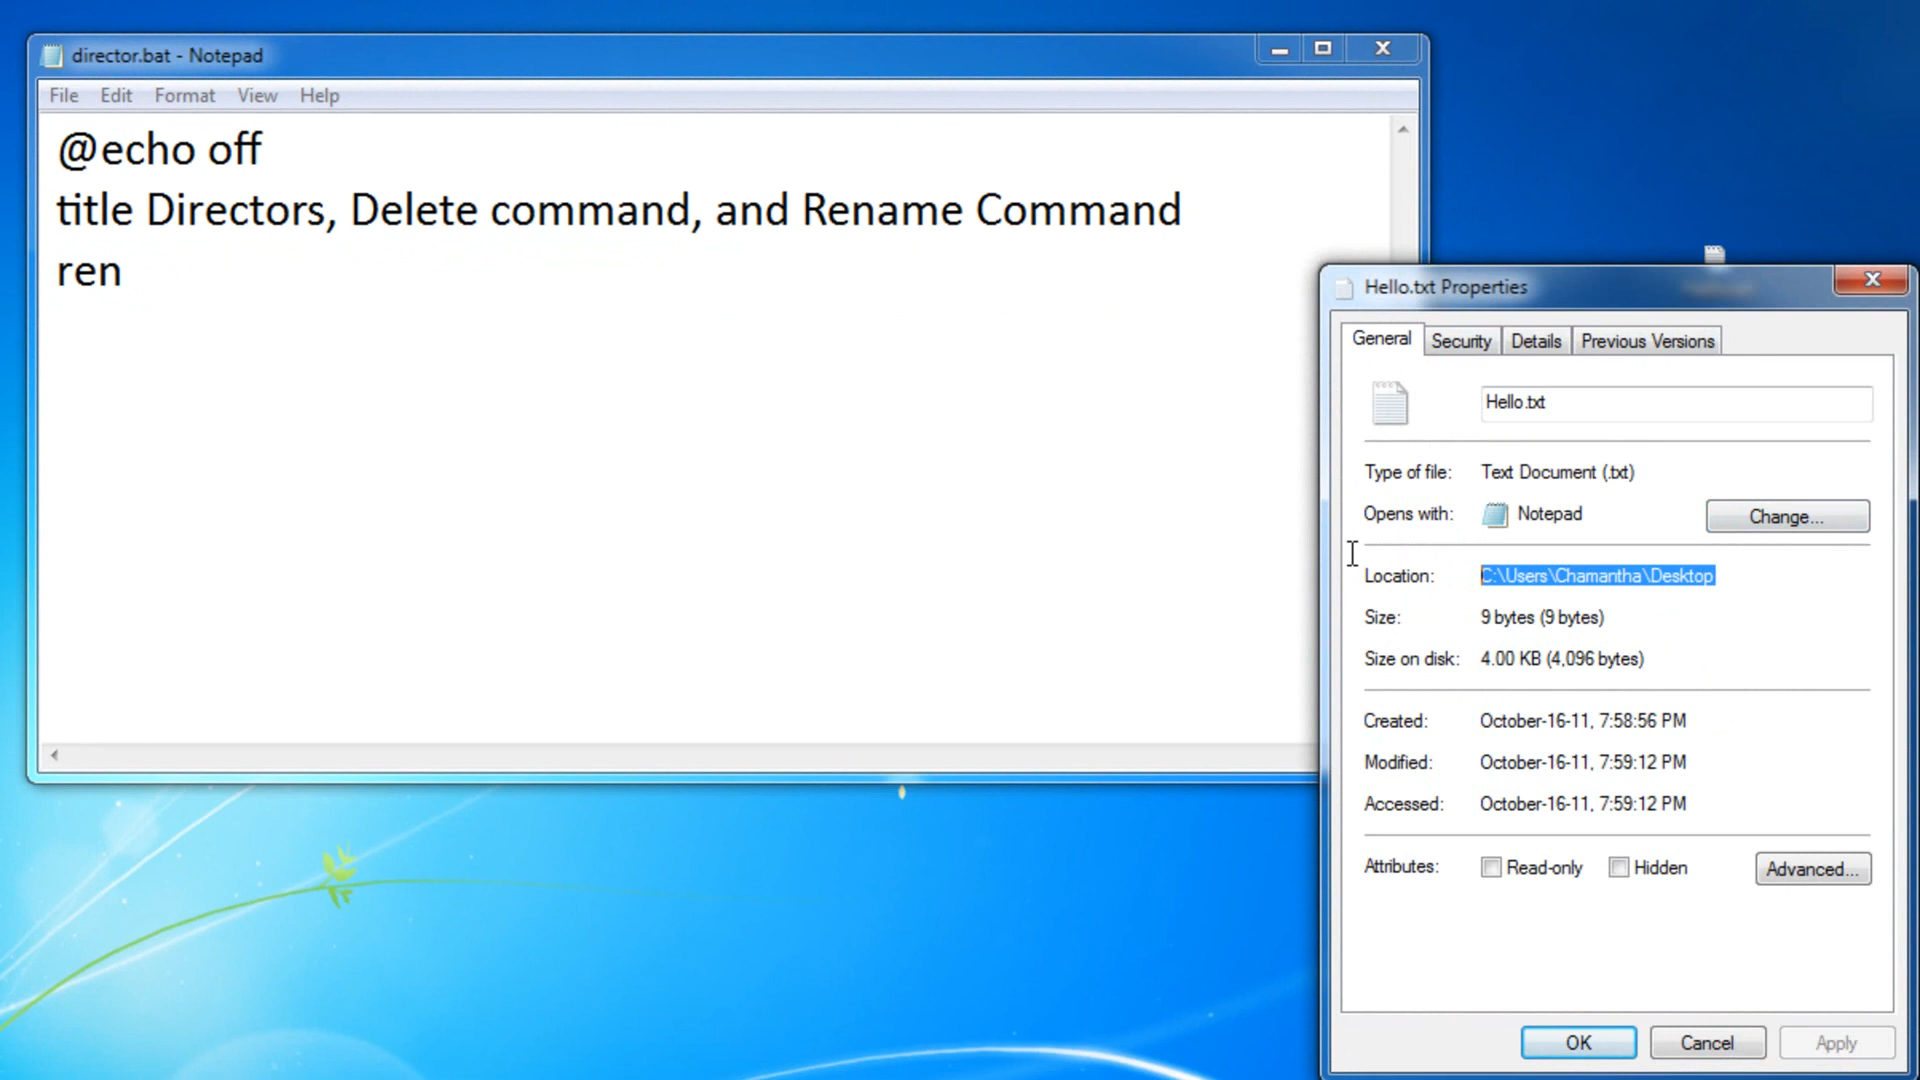 director.bat - Notepad
File Edit Format View Help
@echo off
title Directors, Delete command, and Rename Command
ren
Hello.txt Properties
General Security Details Previous Versions
Hello.txt
Type of file: Text Document (.txt)
Opens with: Notepad Change...
Location: C:\Users\Chamantha\Desktop
Size: 9 bytes (9 bytes)
Size on disk: 4.00 KB (4,096 bytes)
Created: October-16-11, 7:58:56 PM
Modified: October-16-11, 7:59:12 PM
Accessed: October-16-11, 7:59:12 PM
Attributes: Read-only Hidden Advanced...
OK Cancel Apply